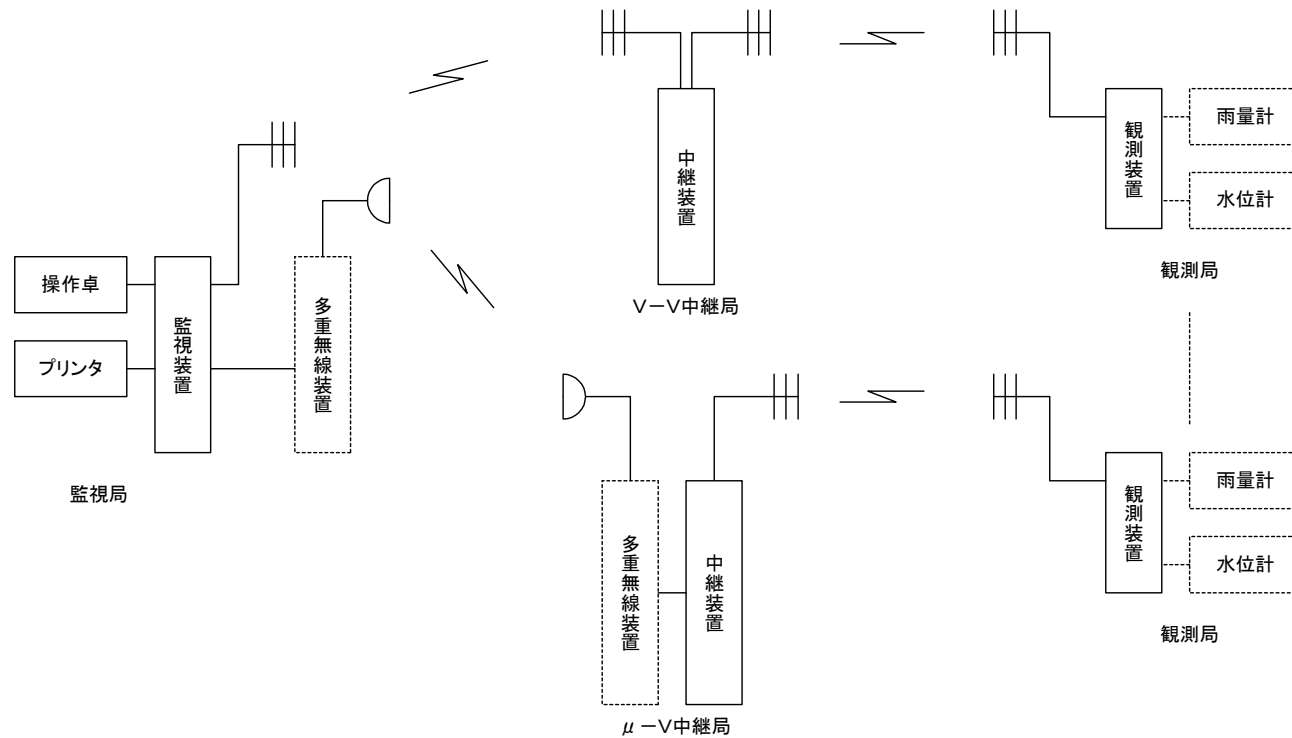 操作卓
プリンタ
監視装置
多重無線装置
監視局
中継装置
V－V中継局
多重無線装置
中継装置
μ－V中継局
観測装置
雨量計
水位計
観測局
観測装置
雨量計
水位計
観測局